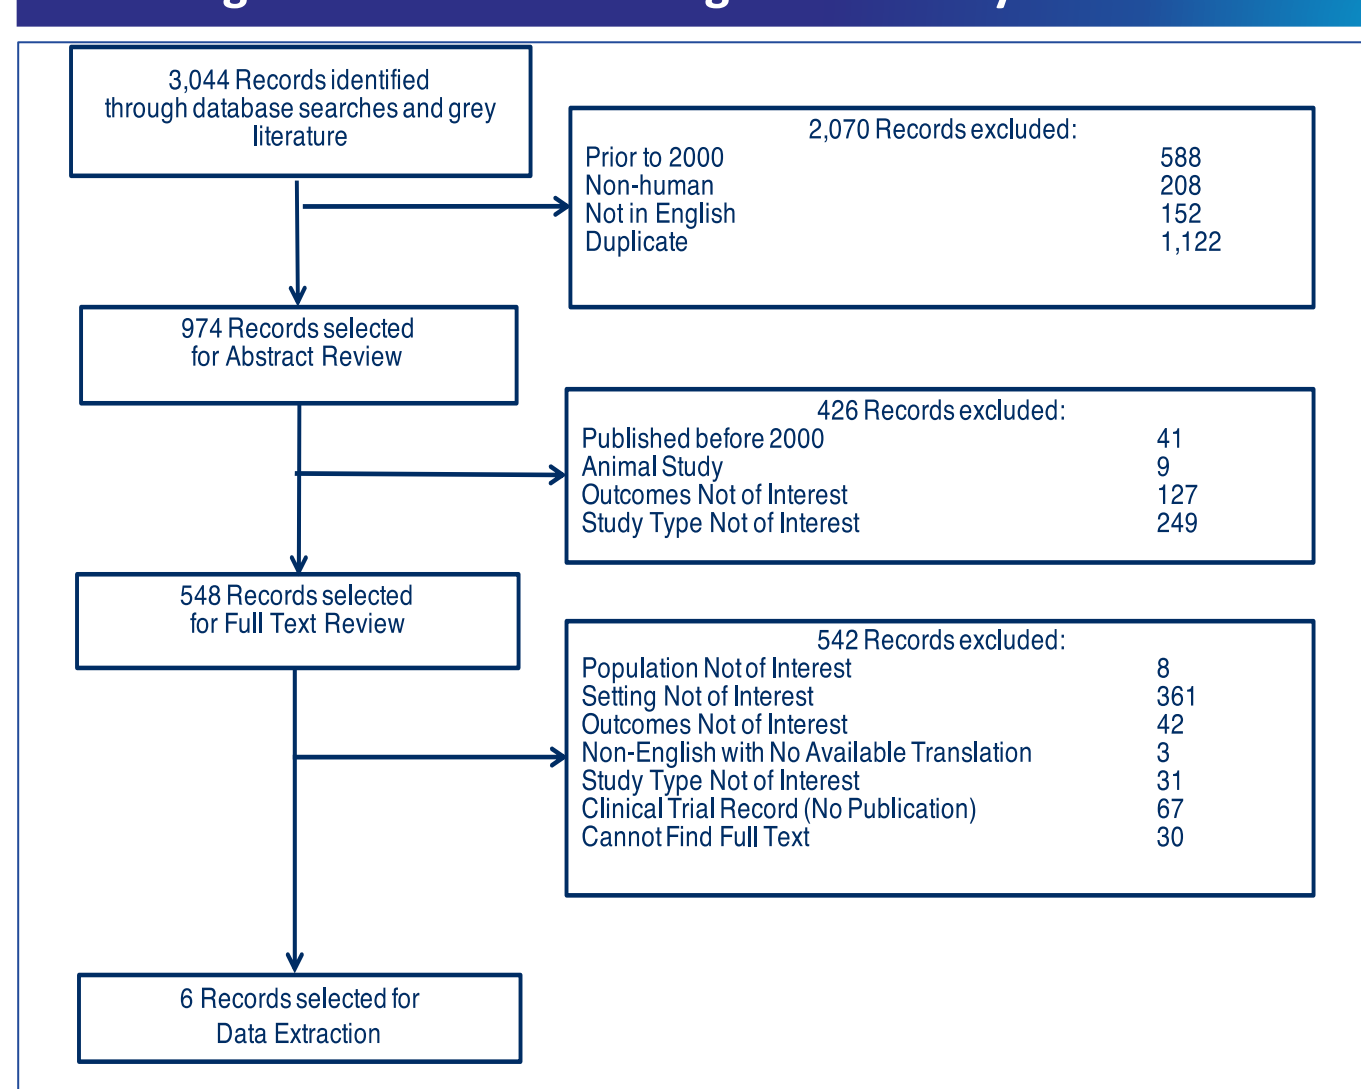 3,044 Records identified
through database searches and grey
literature
2,070 Records excluded:
Prior to 2000 588
Non-human 208
Not in English 152
Duplicate 1,122
974 Records selected
for Abstract Review
426 Records excluded:
Published before 2000 41
Animal Study 9
Outcomes Not of Interest 127
Study Type Not of Interest 249
548 Records selected
for Full Text Review
542 Records excluded:
Population Not of Interest 8
Setting Not of Interest 361
Outcomes Not of Interest 42
Non-English with No Available Translation 3
Study Type Not of Interest 31
Clinical Trial Record (No Publication) 67
Cannot Find Full Text 30
6 Records selected for
Data Extraction